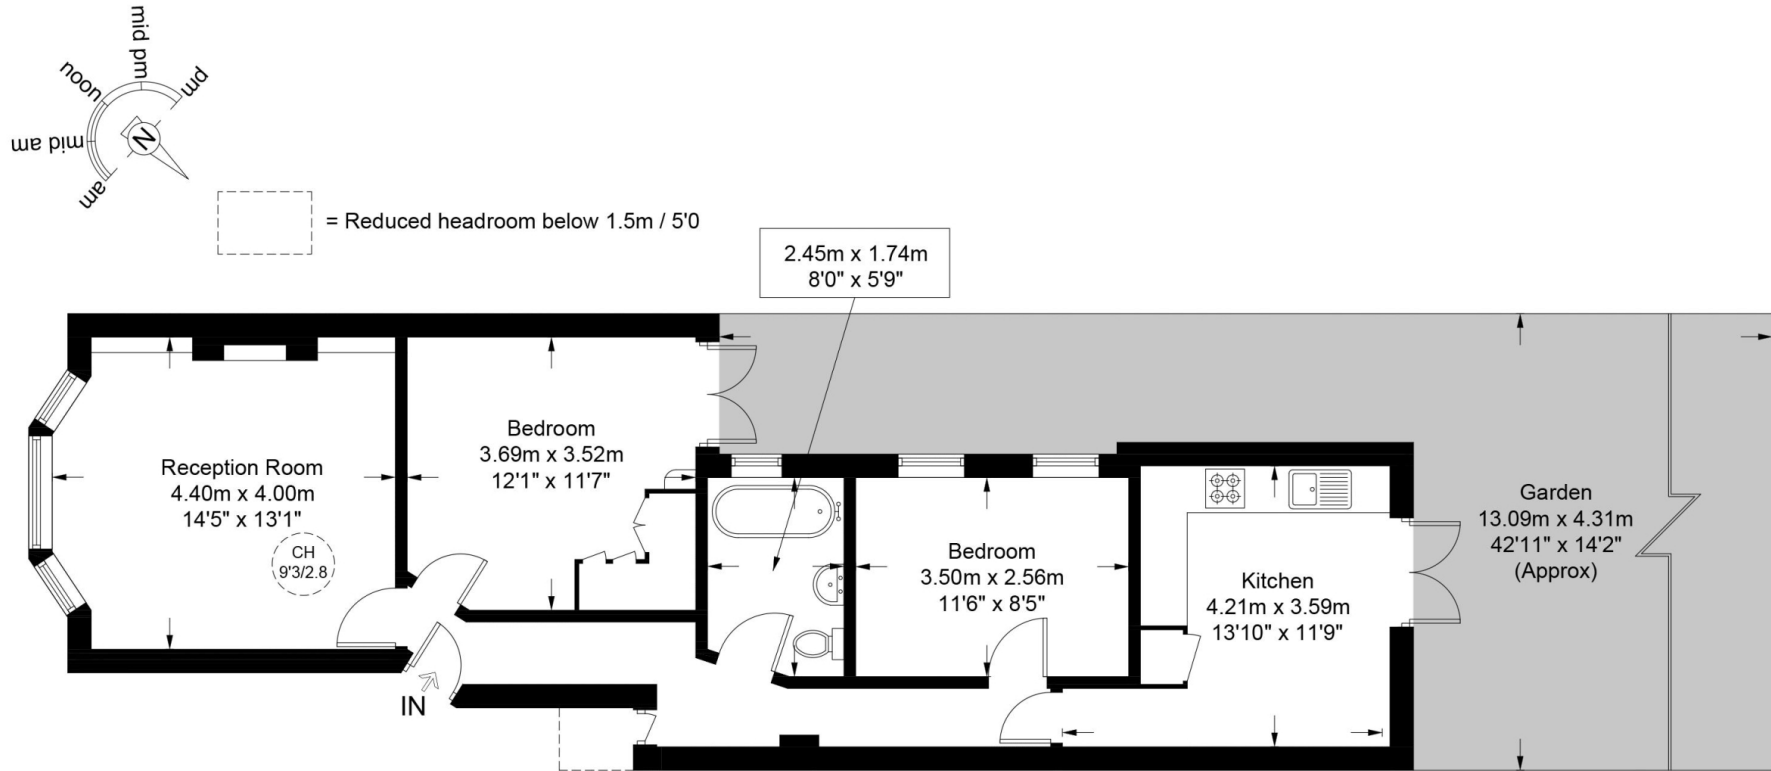 mid pm
noon
pm
mid am
N
am
= Reduced headroom below 1.5m / 5'0
2.45m x 1.74m
8'0" x 5'9"
Reception Room
4.40m x 4.00m
14'5" x 13'1"
CH
9'3/2.8
Bedroom
3.69m x 3.52m
12'1" x 11'7"
Bedroom
3.50m x 2.56m
11'6" x 8'5"
Kitchen
4.21m x 3.59m
13'10" x 11'9"
Garden
13.09m x 4.31m
42'11" x 14'2"
(Approx)
IN